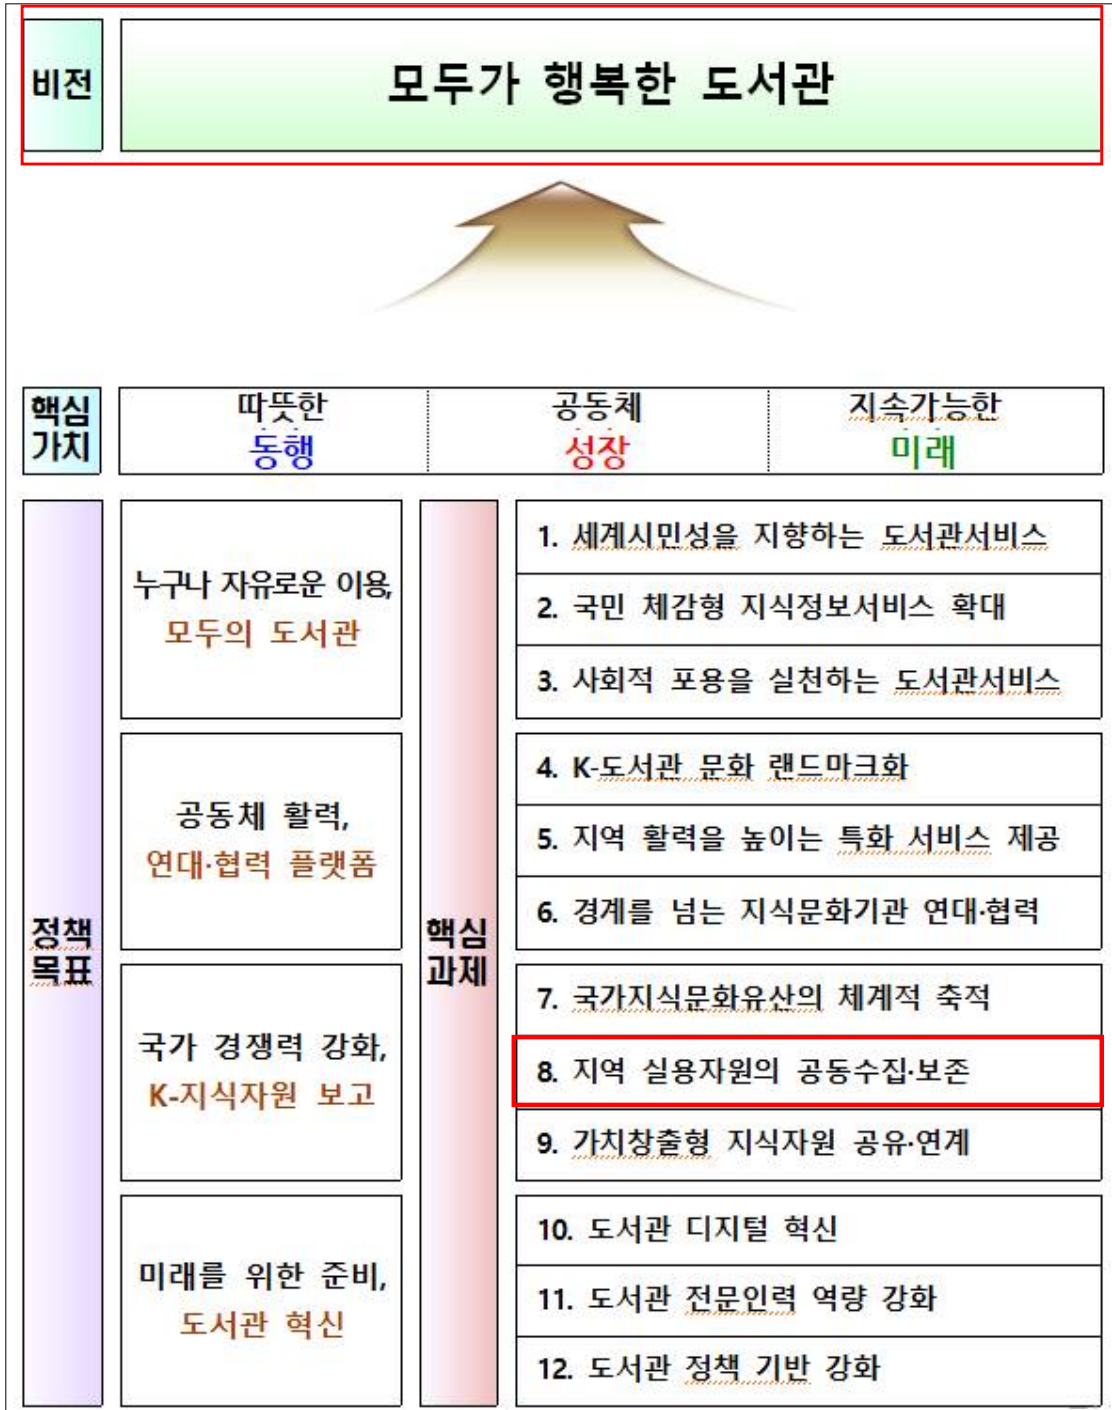 비전
모두가 행복한 도서관
핵심
가치
따뜻한
동행
공동체
성장
지속가능한
미래
정책
목표
누구나 자유로운 이용,
모두의 도서관
핵심
과제
1. 세계시민성을 지향하는 도서관서비스
2. 국민 체감형 지식정보서비스 확대
3. 사회적 포용을 실천하는 도서관서비스
공동체 활력,
연대·협력 플랫폼
4. K-도서관 문화 랜드마크화
5. 지역 활력을 높이는 특화 서비스 제공
6. 경계를 넘는 지식문화기관 연대·협력
국가 경쟁력 강화,
K-지식자원 보고
7. 국가지식문화유산의 체계적 축적
8. 지역 실용자원의 공동수집·보존
9. 가치창출형 지식자원 공유·연계
미래를 위한 준비,
도서관 혁신
10. 도서관 디지털 혁신
11. 도서관 전문인력 역량 강화
12. 도서관 정책 기반 강화